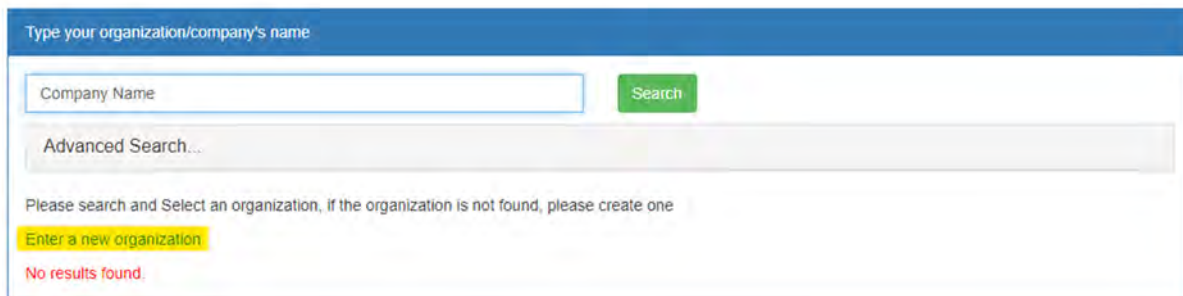 Type your organization/company's name
Company Name
Search
Advanced Search...
Please search and Select an organization, if the organization is not found, please create one
Enter a new organization
No results found.